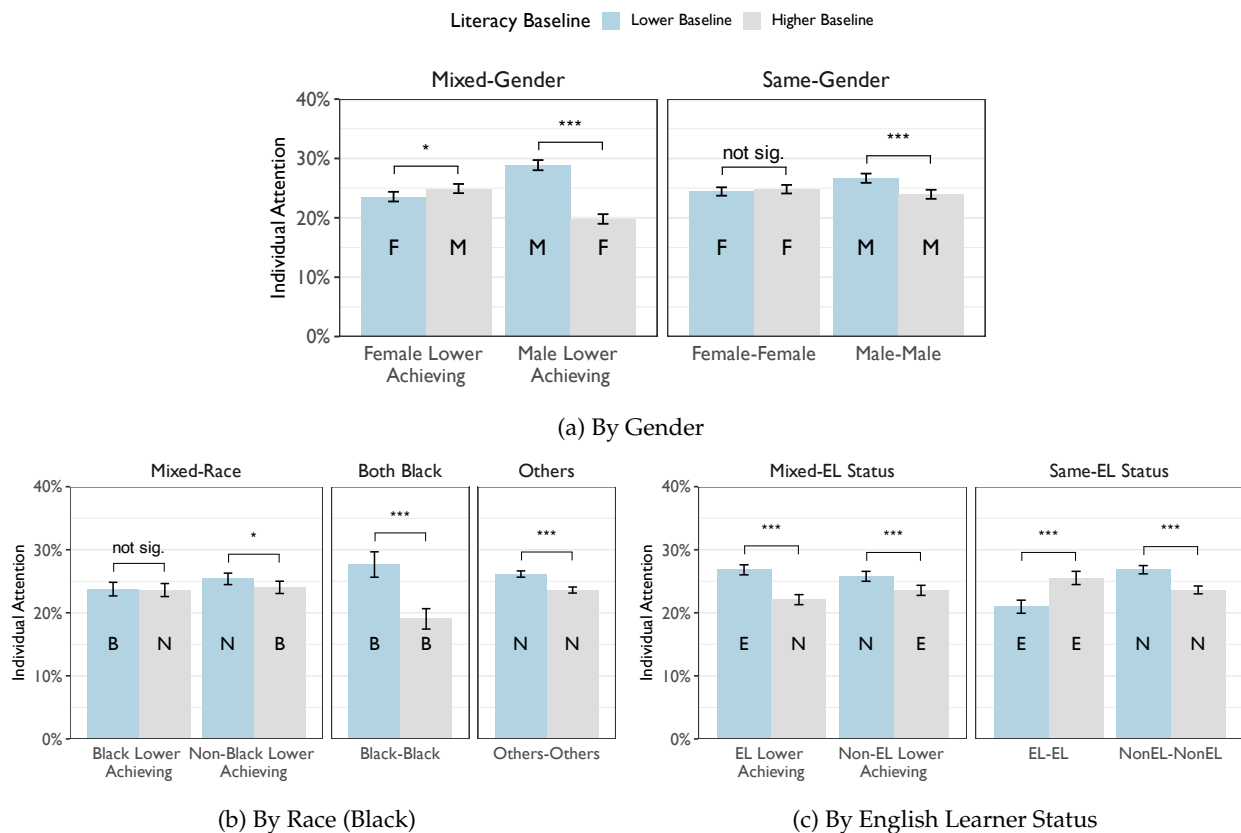 Literacy Baseline Lower Baseline Higher Baseline
Mixed-Gender Same-Gender
Individual Attention
40%
30%
20%
10%
0%
* *** not sig. ***
F M M F F F M M
Female Lower Achieving Male Lower Achieving Female-Female Male-Male
(a) By Gender
Mixed-Race Both Black Others
Individual Attention
40%
30%
20%
10%
0%
not sig. * *** ***
B N N B B B N N
Black Lower Achieving Non-Black Lower Achieving Black-Black Others-Others
(b) By Race (Black)
Mixed-EL Status Same-EL Status
Individual Attention
40%
30%
20%
10%
0%
*** *** *** ***
E N N E E E N N
EL Lower Achieving Non-EL Lower Achieving EL-EL NonEL-NonEL
(c) By English Learner Status